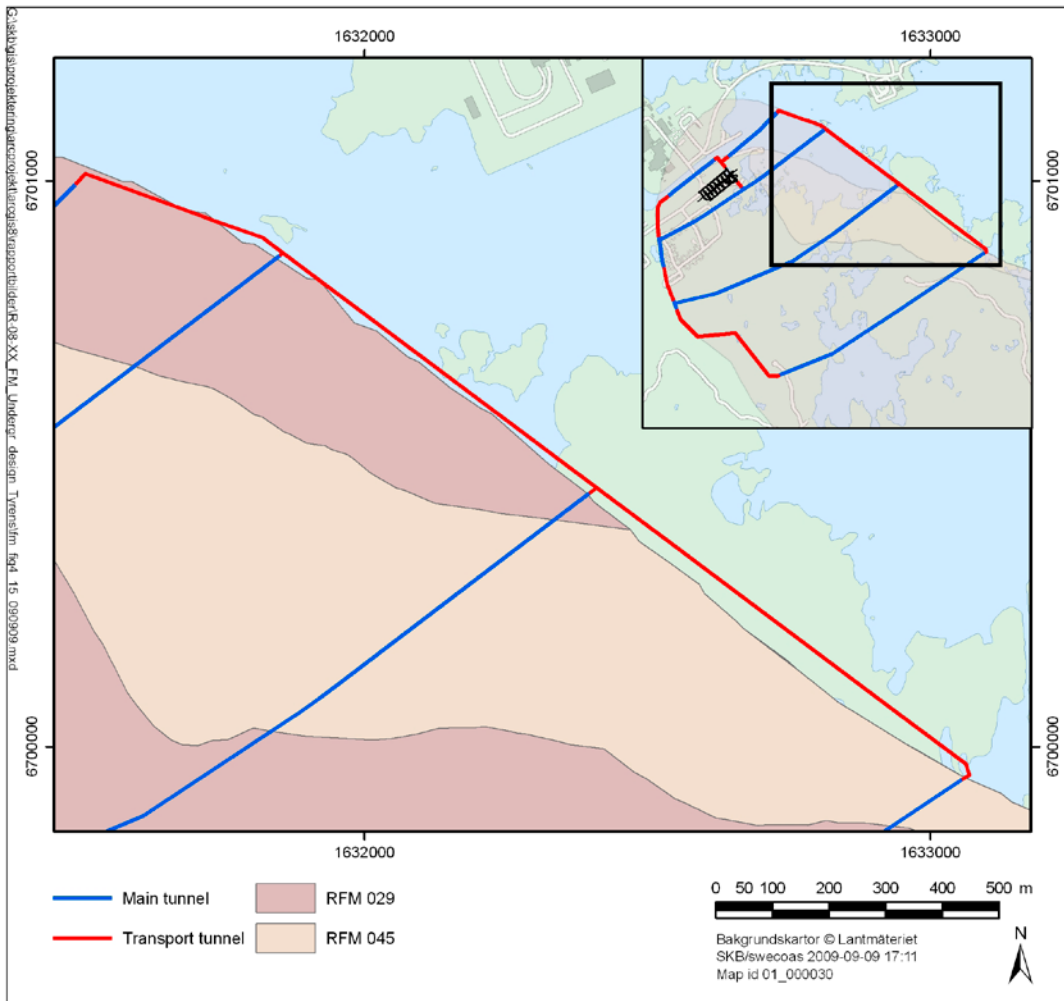 1632000
1633000
6701000
6701000
6700000
6700000
1632000
1633000
Main tunnel
RFM 029
Transport tunnel
RFM 045
0 50 100 200 300 400 500 m
Bakgrundskartor © Lantmäteriet
SKB/swecoas 2009-09-09 17:11
Map id 01_000030
N